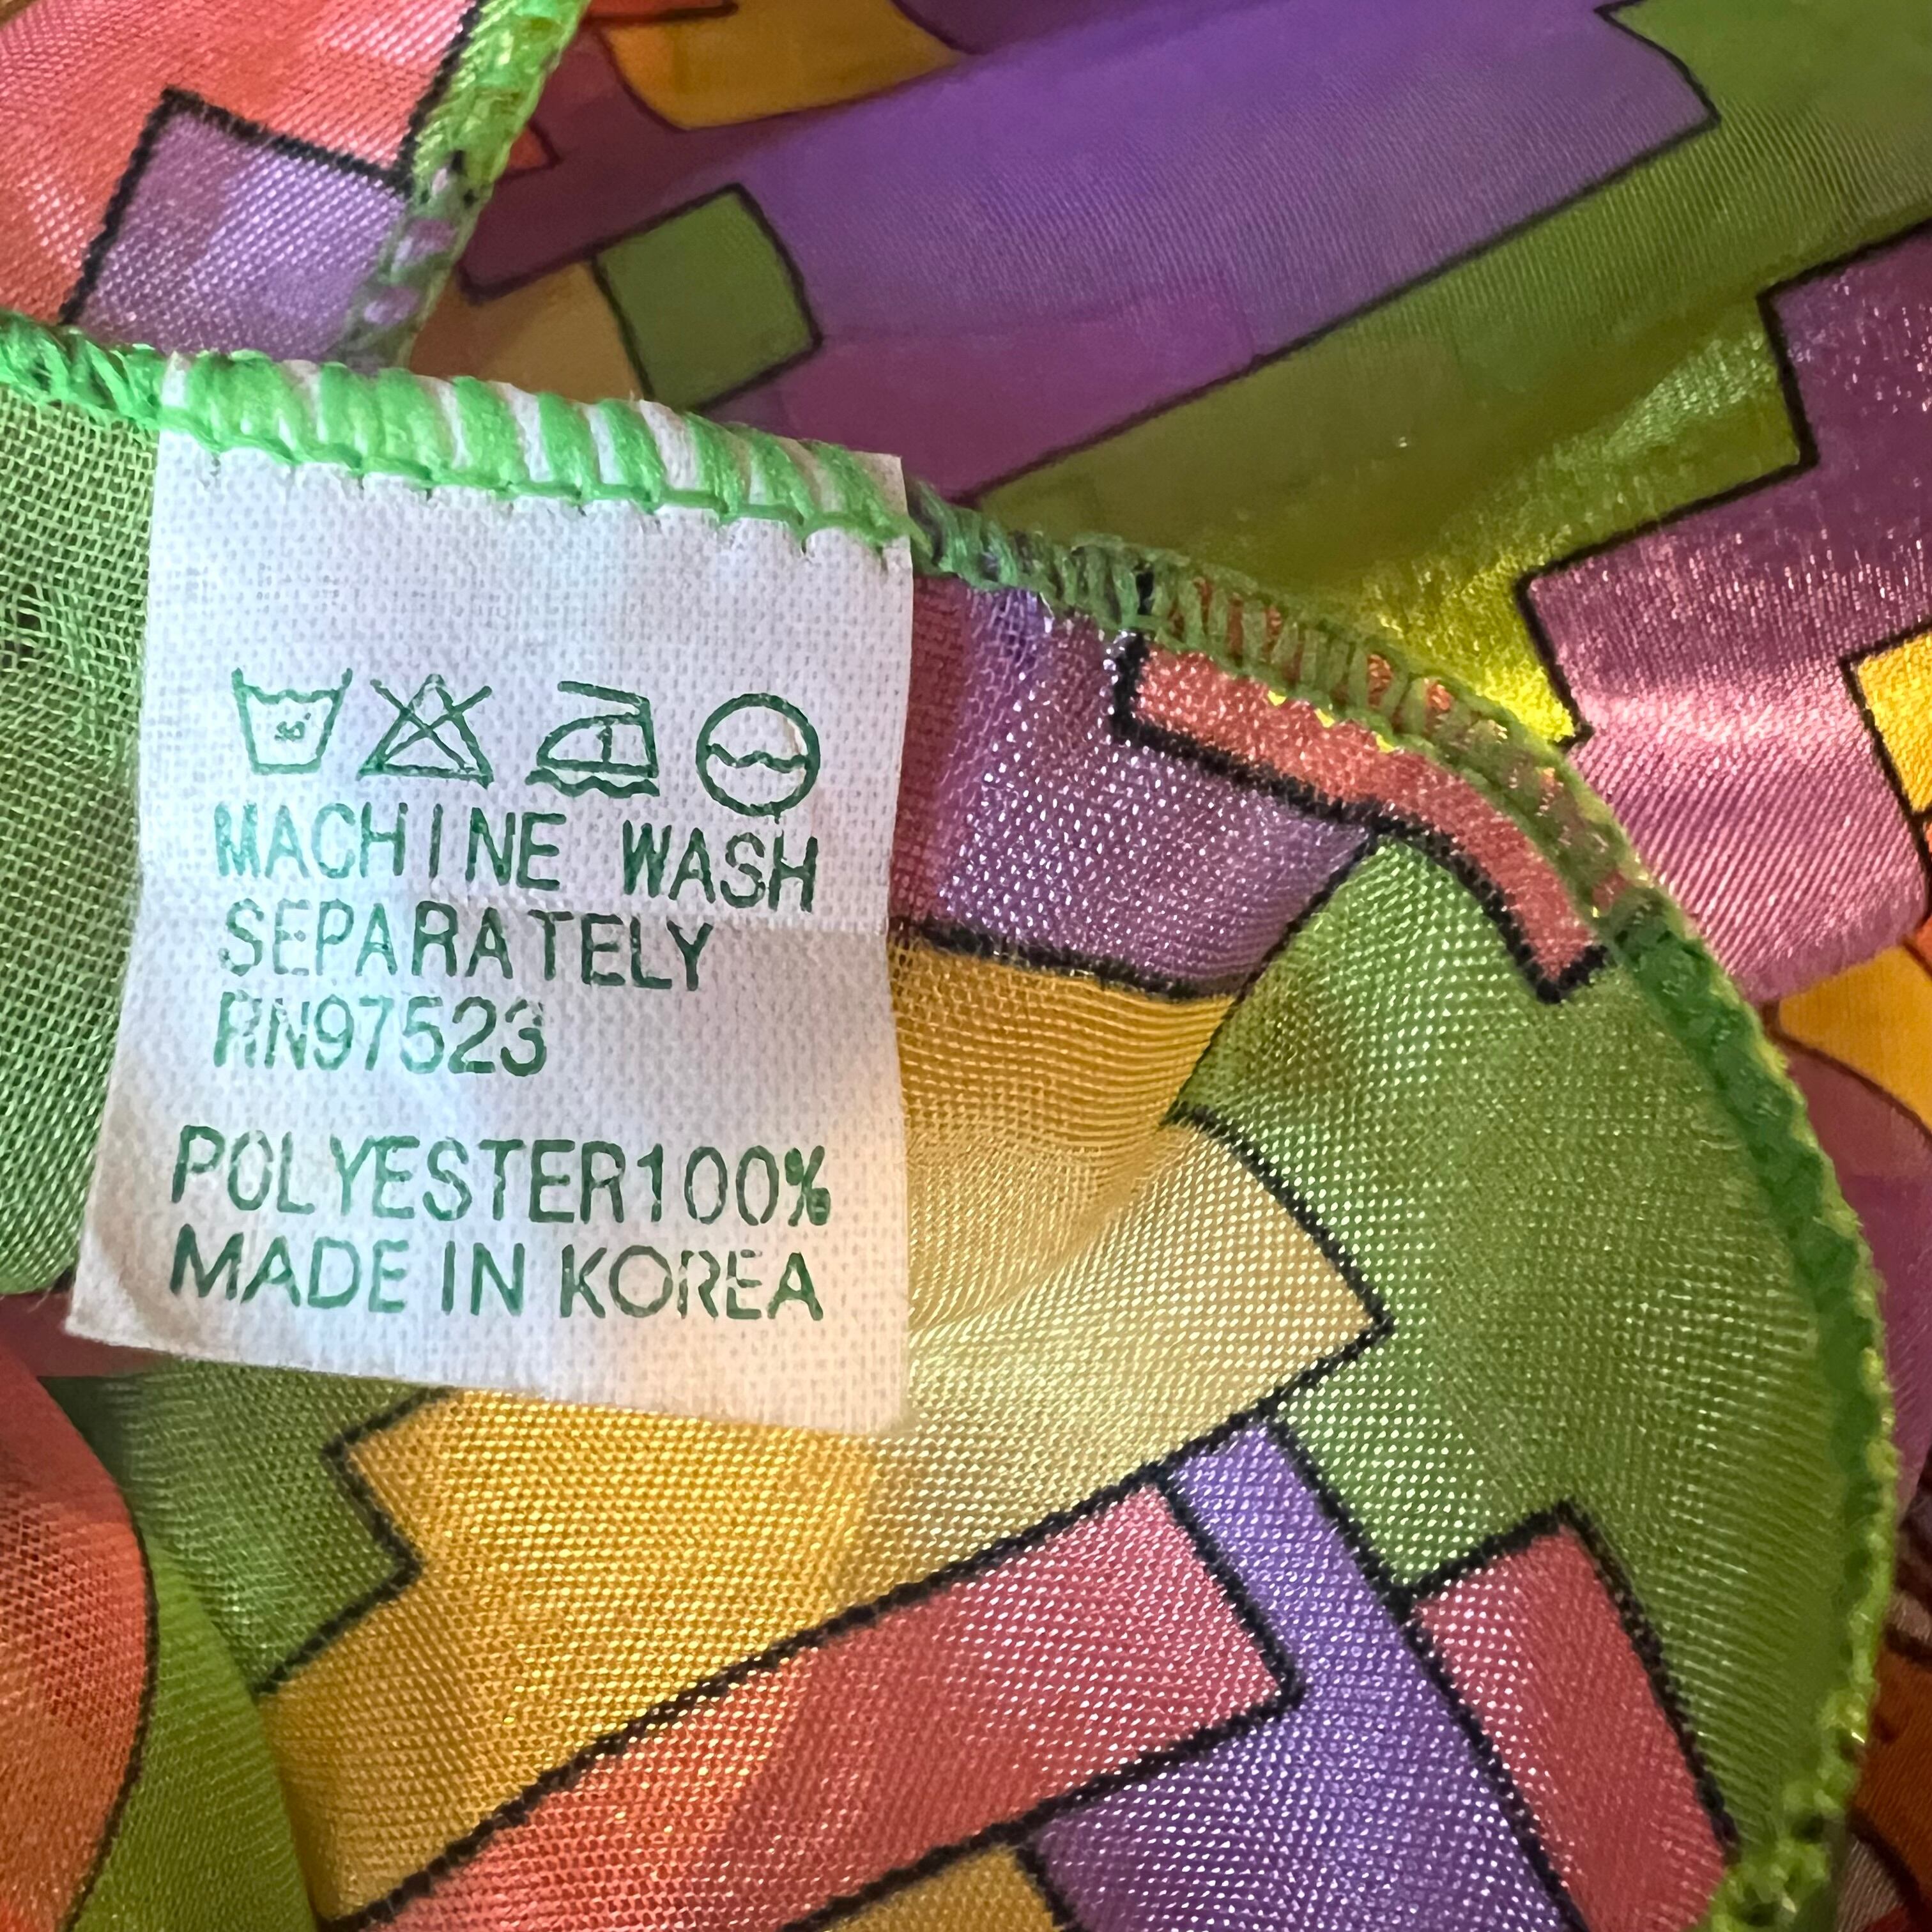 MACHINE WASH
SEPARATELY
RN97523
POLYESTER100%
MADE IN KOREA